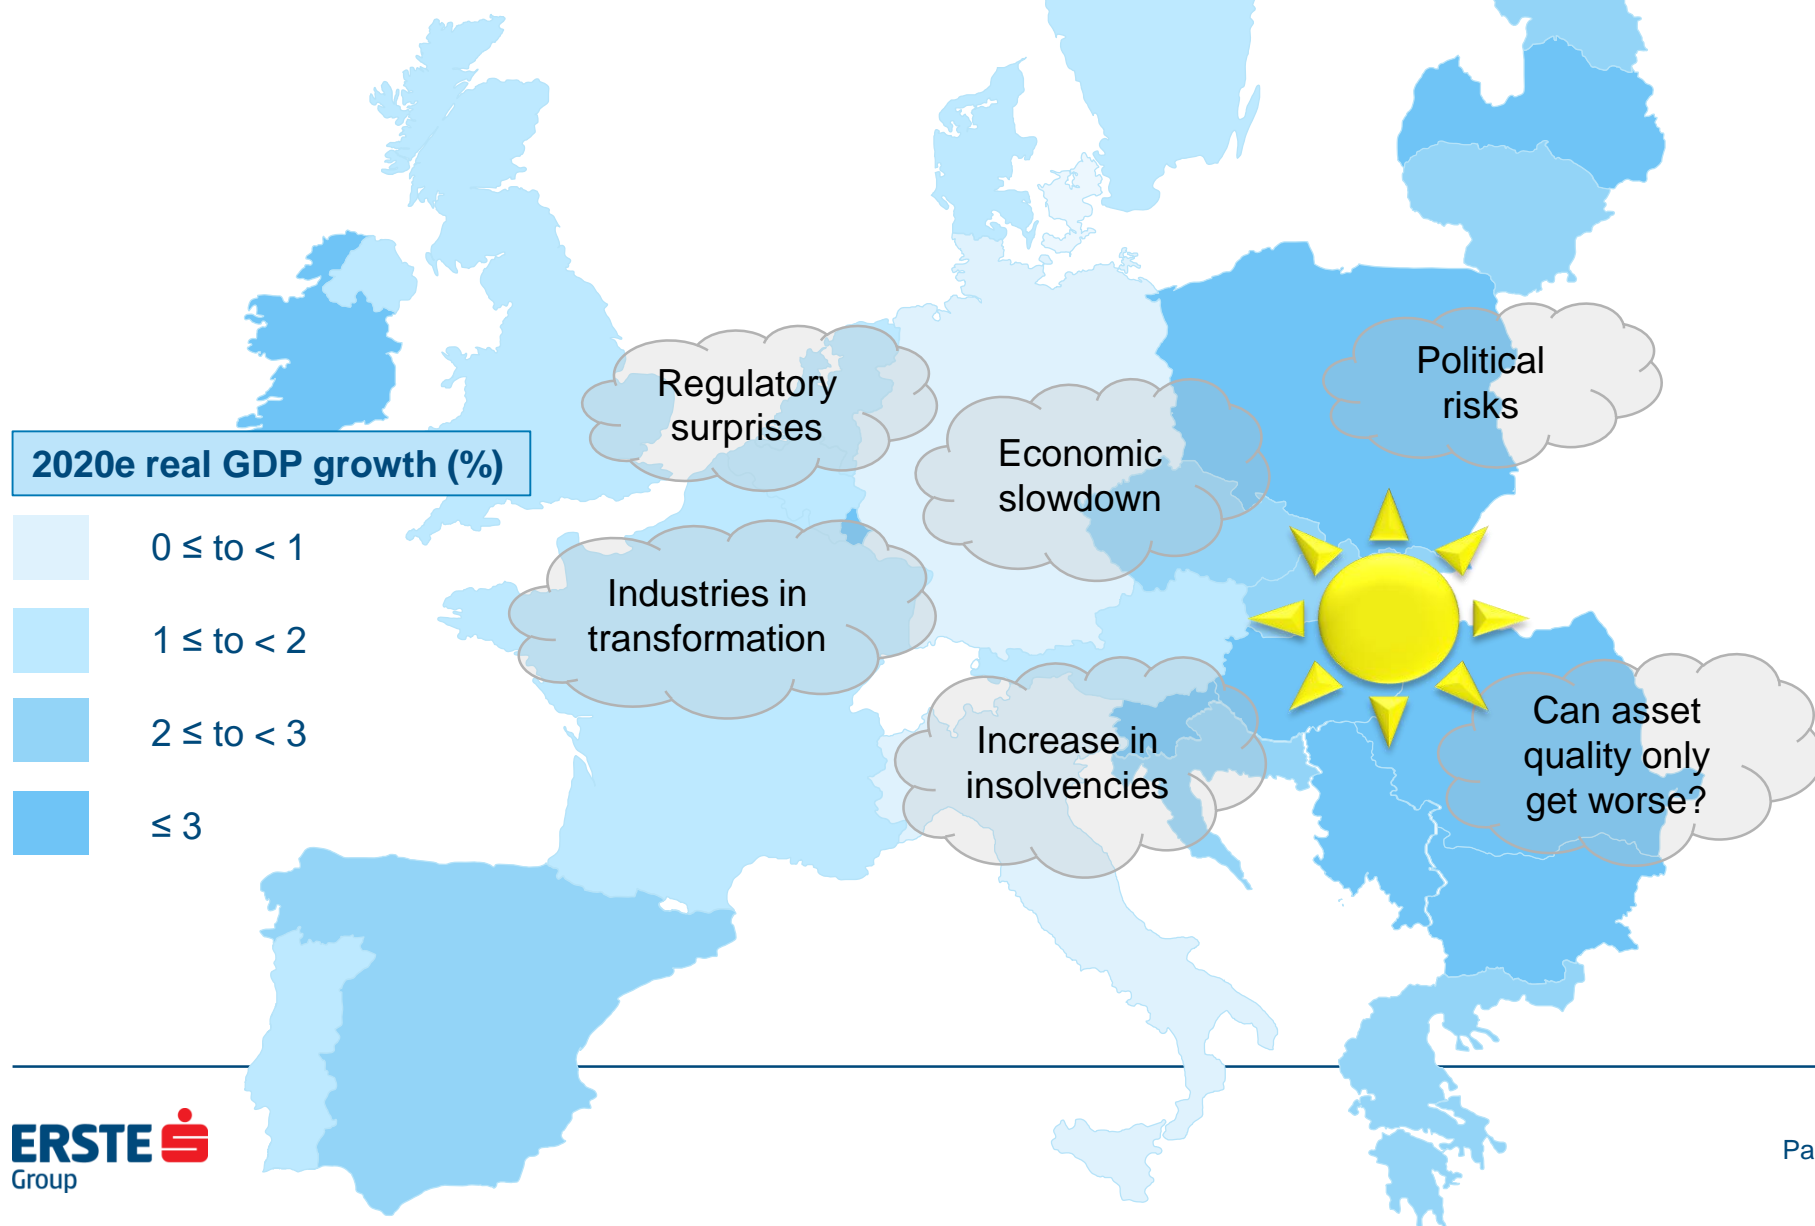 Regulatory
surprises
Political
risks
Economic
slowdown
2020e real GDP growth (%)
0 ≤ to < 1
1 ≤ to < 2
2 ≤ to < 3
≤ 3
Industries in
transformation
Increase in
insolvencies
Can asset
quality only
get worse?
ERSTE
Group
Pa